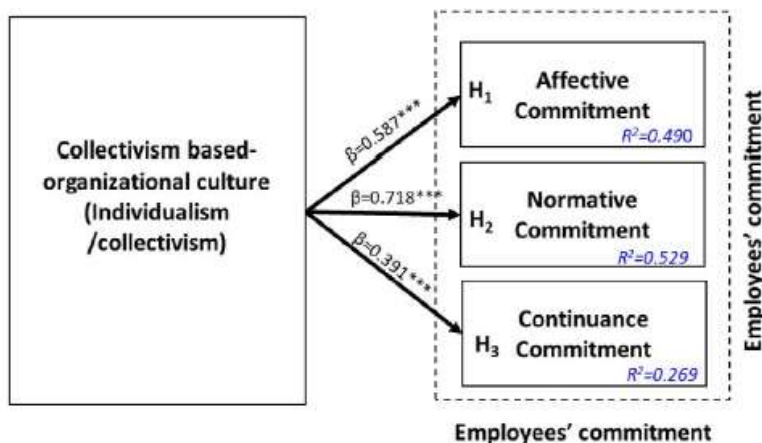 Collectivism based-
organizational culture
(Individualism
/collectivism)
β=0.587***
β=0.718***
β=0.391***
H1
Affective
Commitment
R²=0.490
H2
Normative
Commitment
R²=0.529
H3
Continuance
Commitment
R²=0.269
Employees' commitment
Employees' commitment